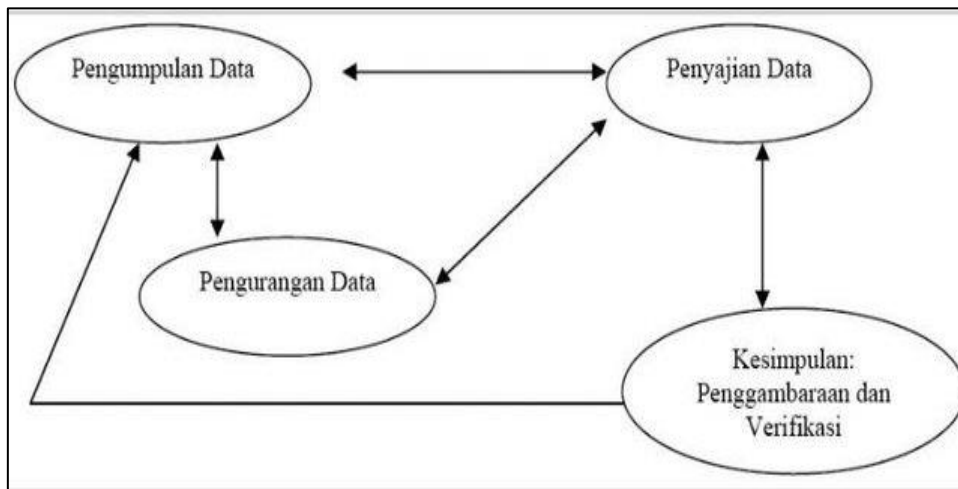 Pengumpulan Data
Penyajian Data
Pengurangan Data
Kesimpulan:
Penggambaraan dan
Verifikasi